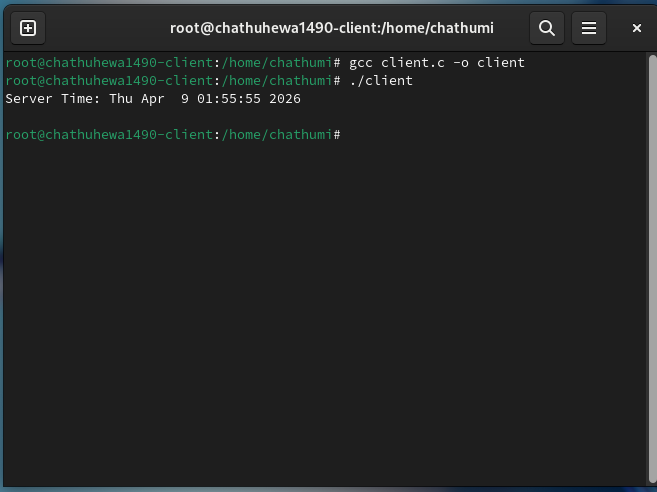 root@chathuhewa1490-client:/home/chathumi
root@chathuhewa1490-client:/home/chathumi# gcc client.c -o client
root@chathuhewa1490-client:/home/chathumi# ./client
Server Time: Thu Apr  9 01:55:55 2026
root@chathuhewa1490-client:/home/chathumi#